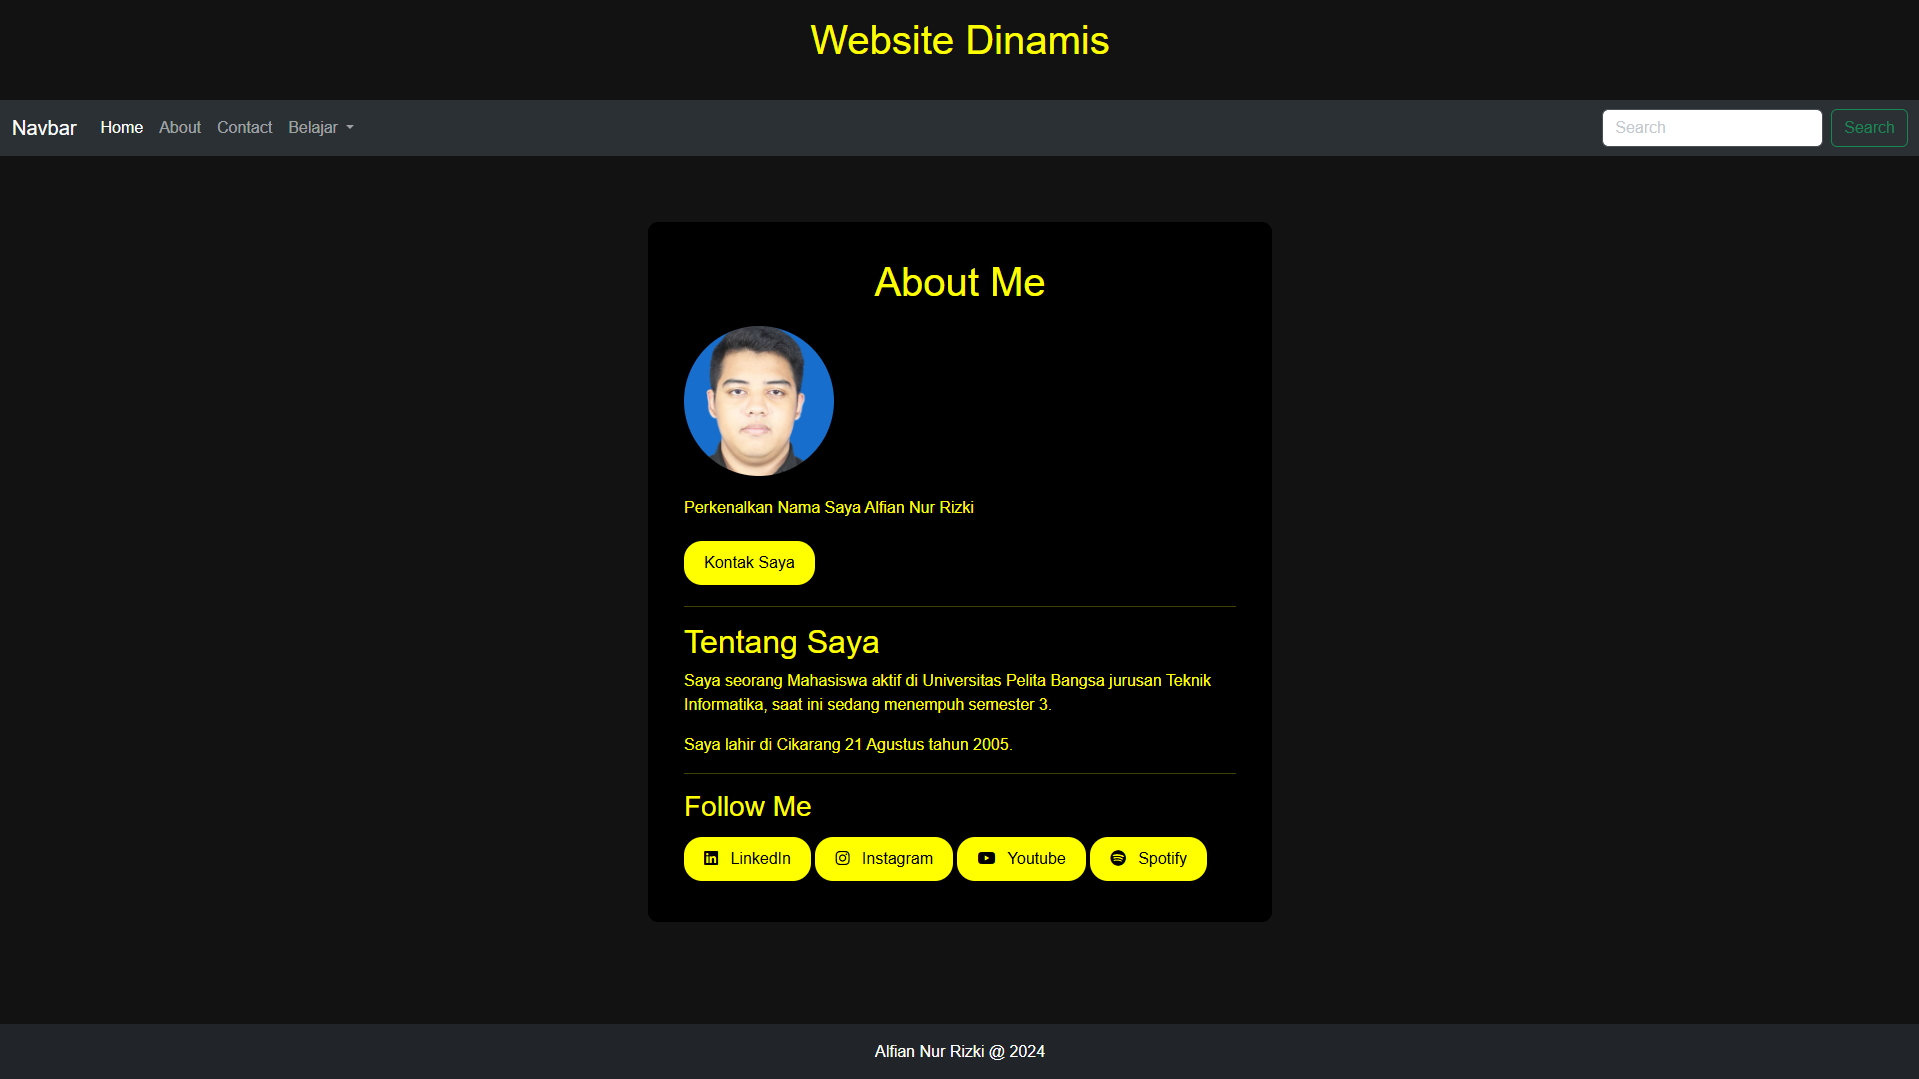 Website Dinamis
Navbar Home About Contact Belajar Search Search
About Me
Perkenalkan Nama Saya Alfian Nur Rizki
Kontak Saya
Tentang Saya
Saya seorang Mahasiswa aktif di Universitas Pelita Bangsa jurusan Teknik
Informatika, saat ini sedang menempuh semester 3.
Saya lahir di Cikarang 21 Agustus tahun 2005.
Follow Me
LinkedIn Instagram Youtube Spotify
Alfian Nur Rizki @ 2024